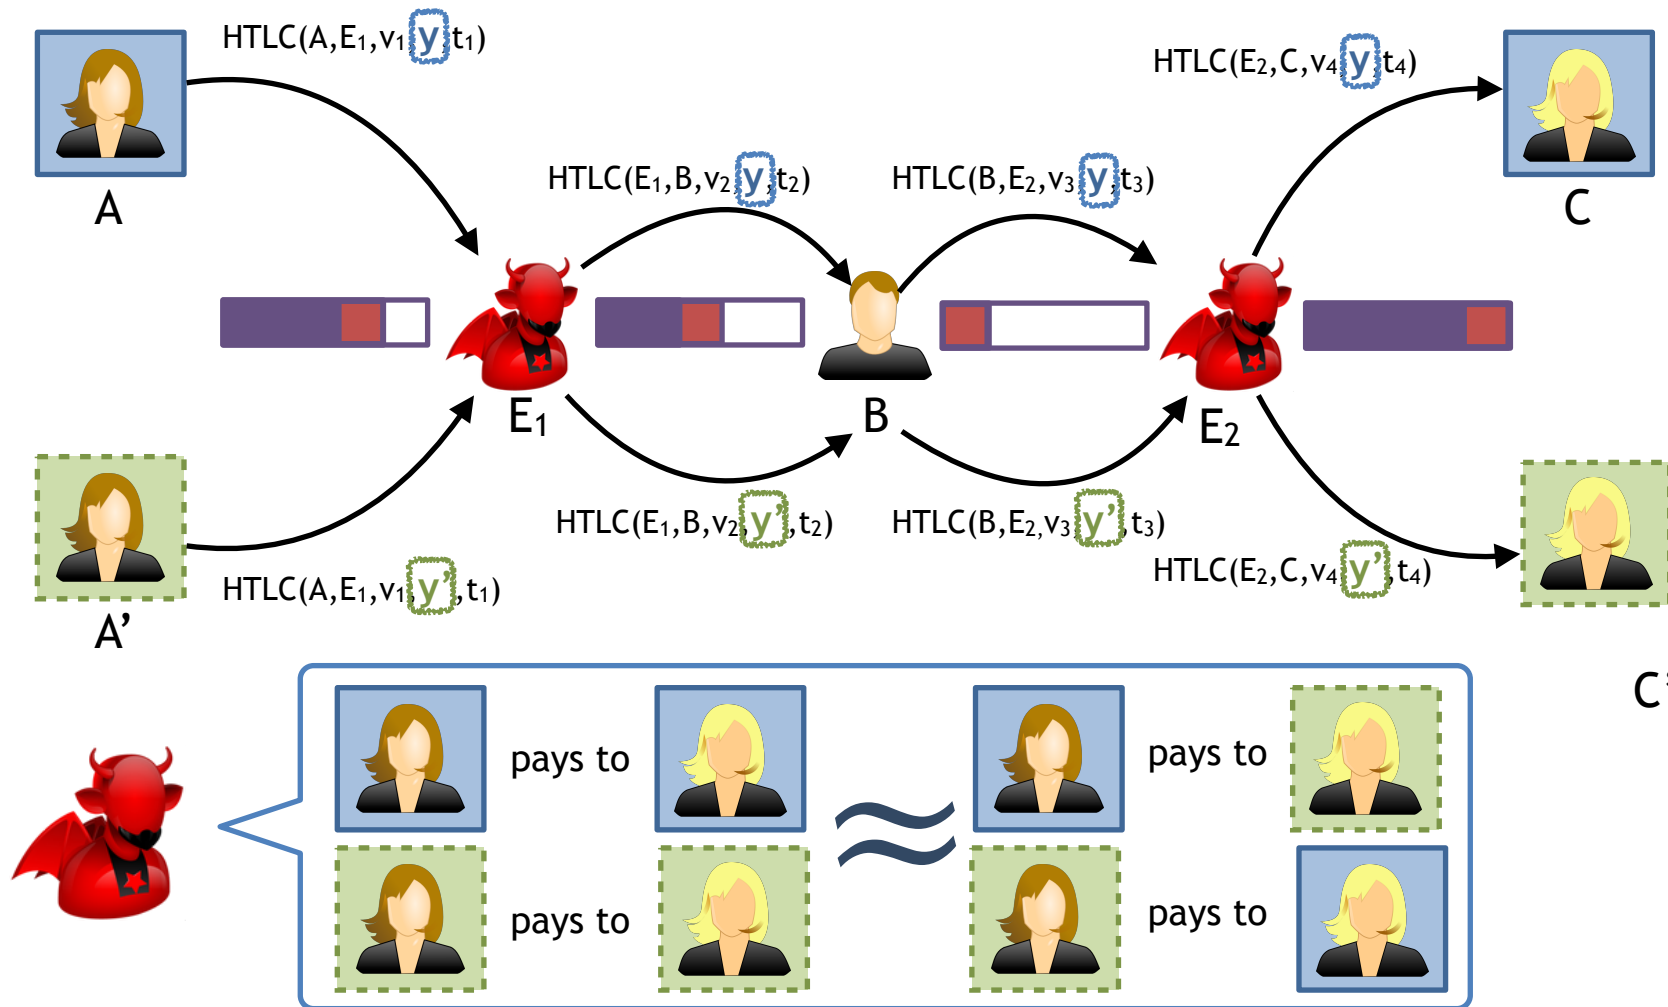 HTLC(A,E₁,v₁,y,t₁)
HTLC(E₂,C,v₄,y,t₄)
HTLC(E₁,B,v₂,y,t₂)
HTLC(B,E₂,v₃,y,t₃)
A
C
E₁
B
E₂
HTLC(E₁,B,v₂,y’,t₂)
HTLC(B,E₂,v₃,y’,t₃)
HTLC(A,E₁,v₁,y’,t₁)
HTLC(E₂,C,v₄,y’,t₄)
A’
C’
pays to
pays to
pays to
pays to